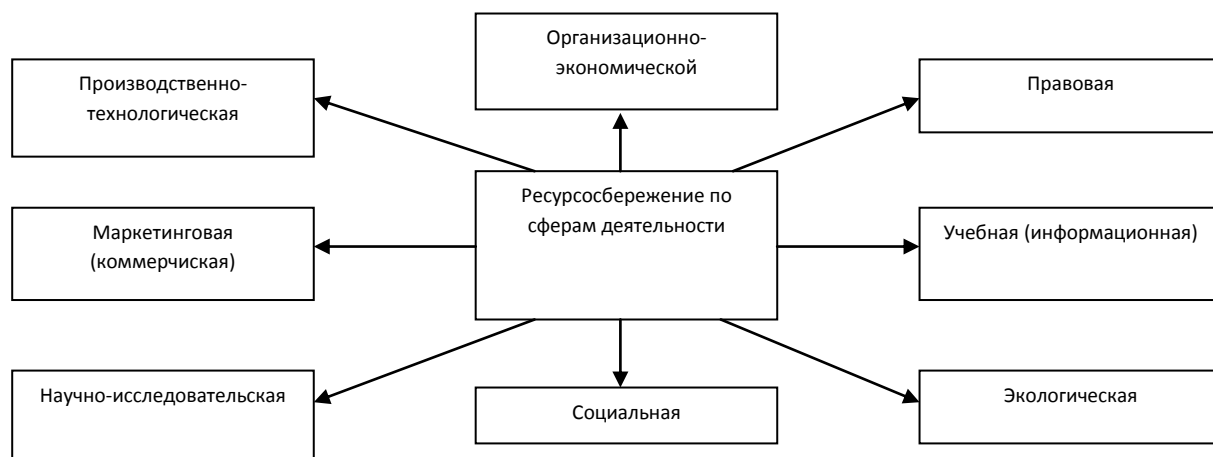 Организационно-
экономической
Производственно-
технологическая
Правовая
Ресурсосбережение по
сферам деятельности
Маркетинговая
(коммерчиская)
Учебная (информационная)
Научно-исследовательская
Социальная
Экологическая